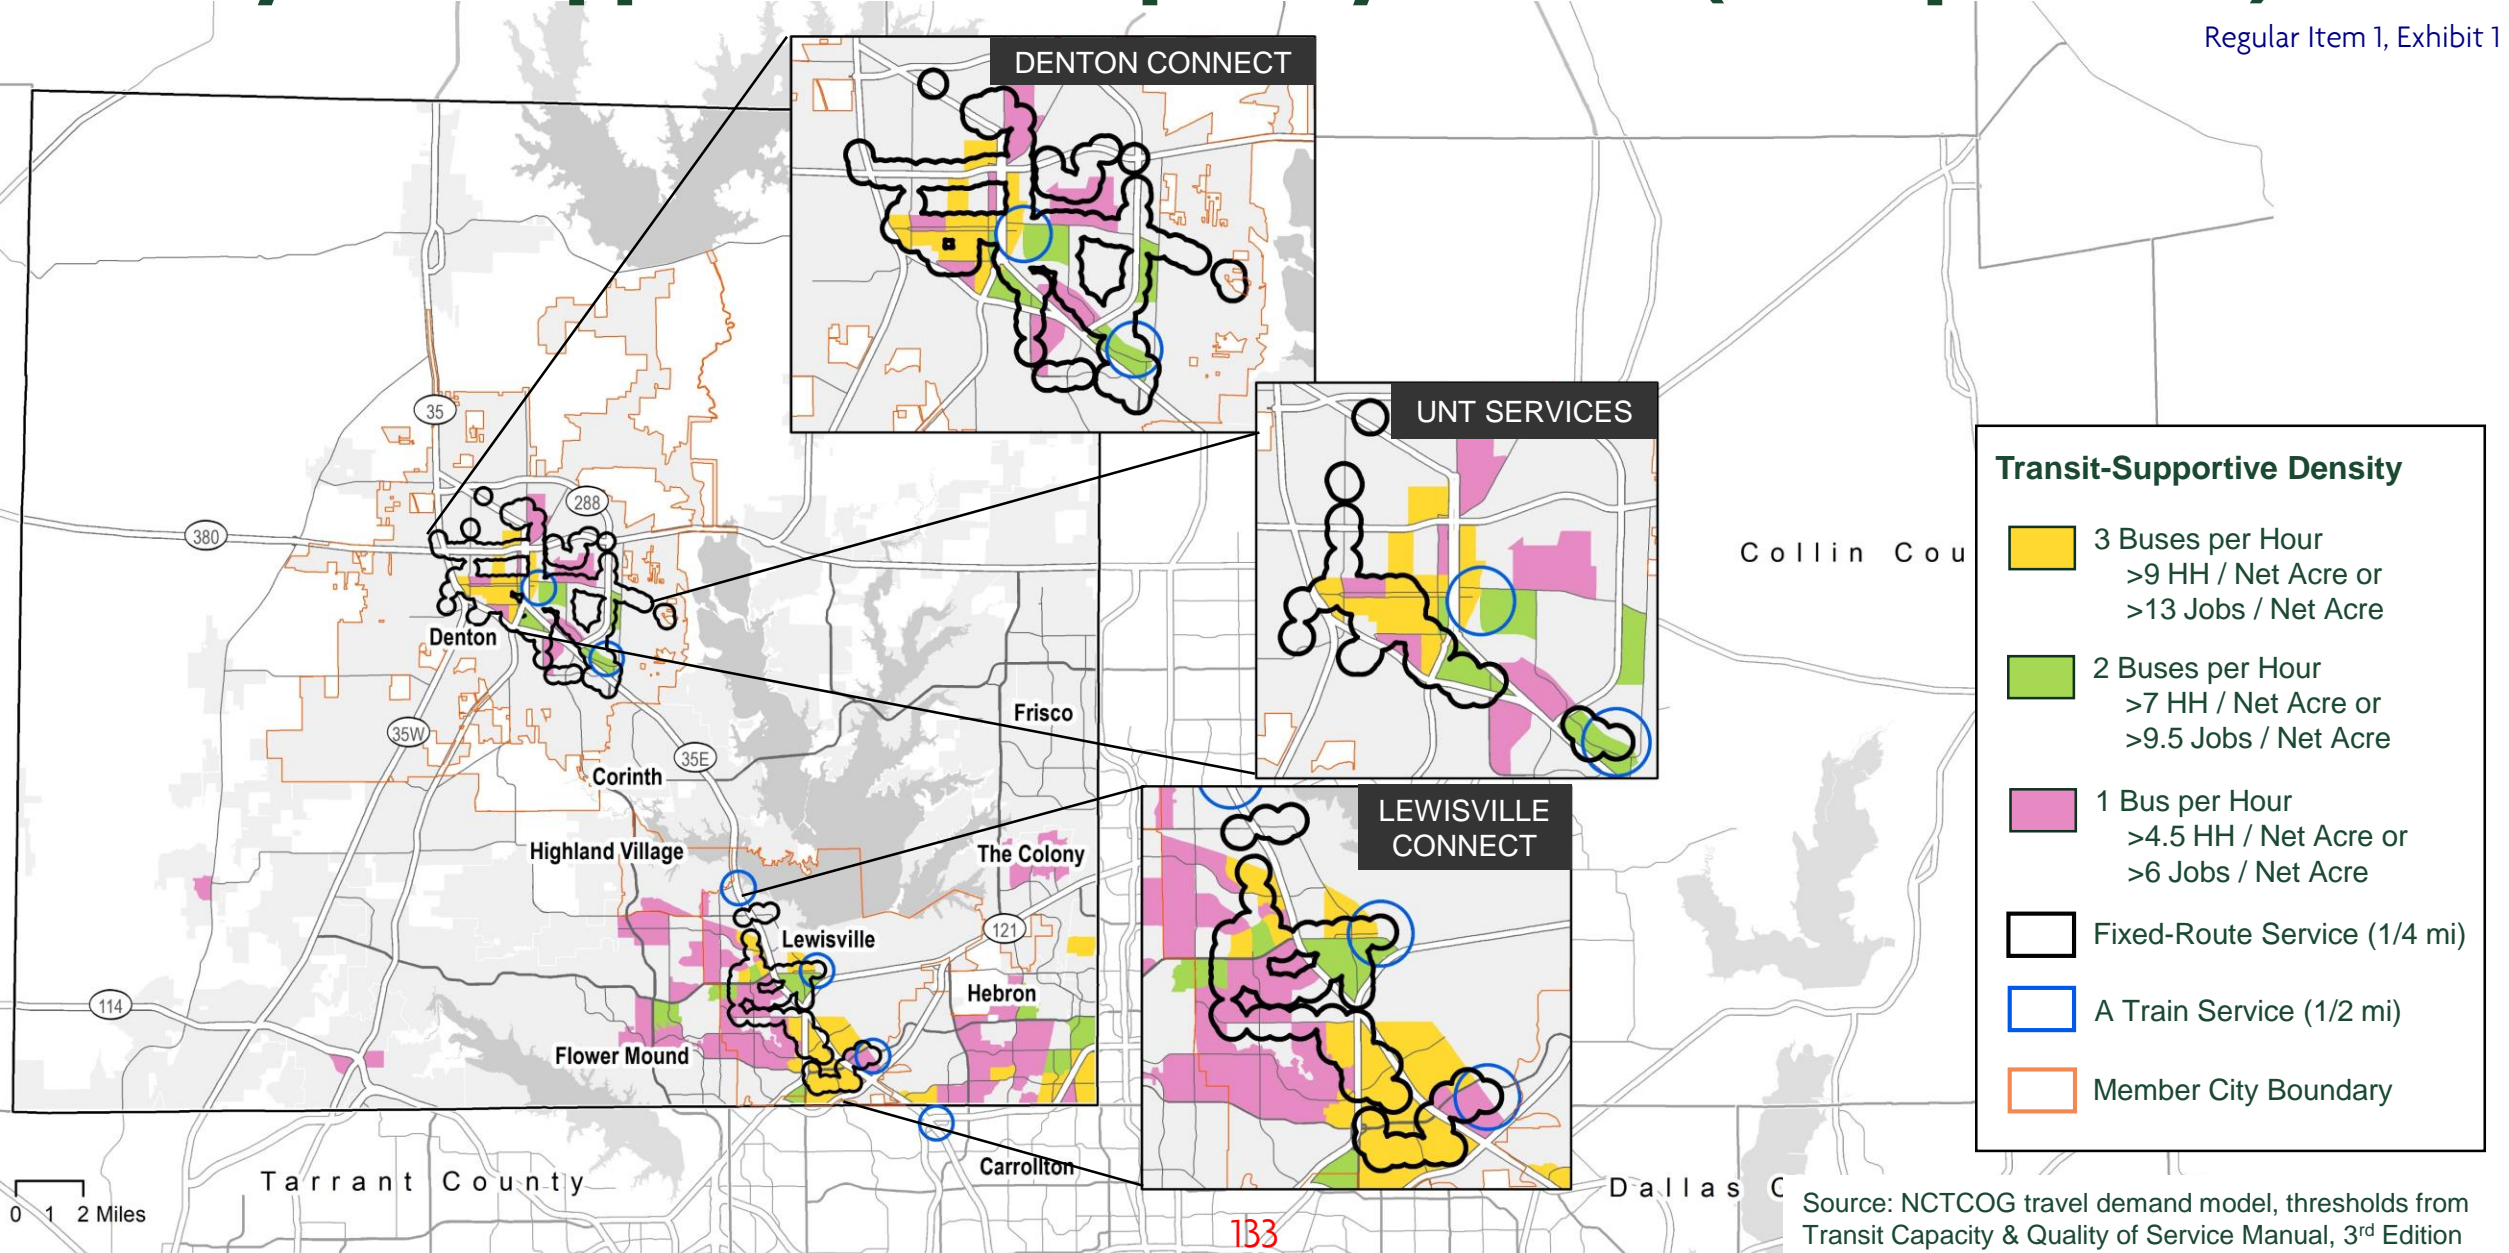 Regular Item 1, Exhibit 1
DENTON CONNECT
UNT SERVICES
LEWISVILLE
CONNECT
35
288
380
Denton
35W
35E
Corinth
Frisco
Highland Village
The Colony
Lewisville
121
Hebron
114
Flower Mound
Carrollton
Collin Cou
Tarrant County
Dallas C
0 1 2 Miles
Transit-Supportive Density
3 Buses per Hour
>9 HH / Net Acre or
>13 Jobs / Net Acre
2 Buses per Hour
>7 HH / Net Acre or
>9.5 Jobs / Net Acre
1 Bus per Hour
>4.5 HH / Net Acre or
>6 Jobs / Net Acre
Fixed-Route Service (1/4 mi)
A Train Service (1/2 mi)
Member City Boundary
Source: NCTCOG travel demand model, thresholds from
Transit Capacity & Quality of Service Manual, 3rd Edition
133